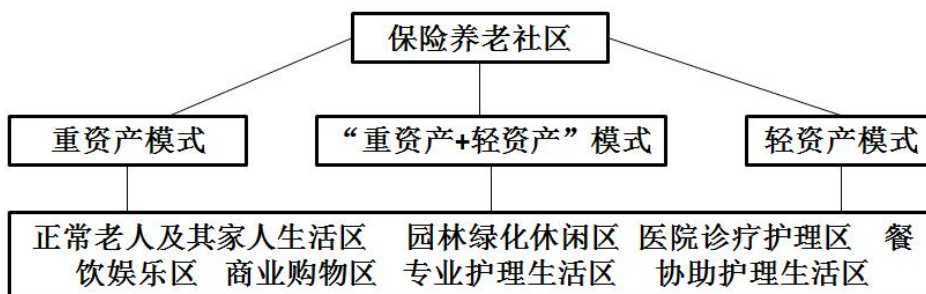 保险养老社区
重资产模式
“重资产+轻资产”模式
轻资产模式
正常老人及其家人生活区 园林绿化休闲区 医院诊疗护理区 餐
饮娱乐区 商业购物区 专业护理生活区 协助护理生活区